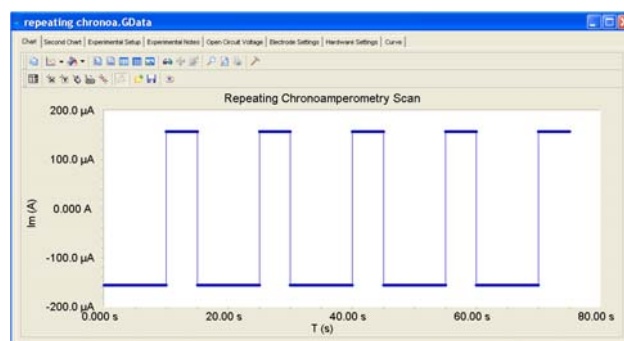 repeating chronoa.GData
Chart
Second Chart
Experimental Setup
Experimental Notes
Open Circuit Voltage
Electrode Settings
Hardware Settings
Curve
Repeating Chronoamperometry Scan
200.0 µA
100.0 µA
0.000 A
-100.0 µA
-200.0 µA
Im (A)
0.000 s
20.00 s
40.00 s
60.00 s
80.00 s
T (s)